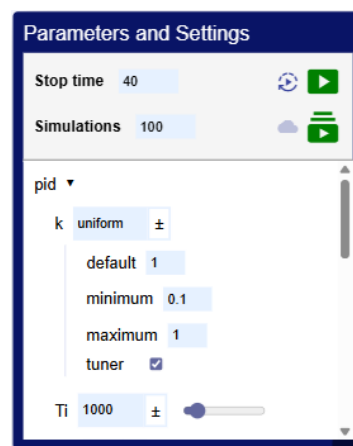 Parameters and Settings
Stop time 40
Simulations 100
pid ▼
k uniform ±
default 1
minimum 0.1
maximum 1
tuner
Ti 1000 ±